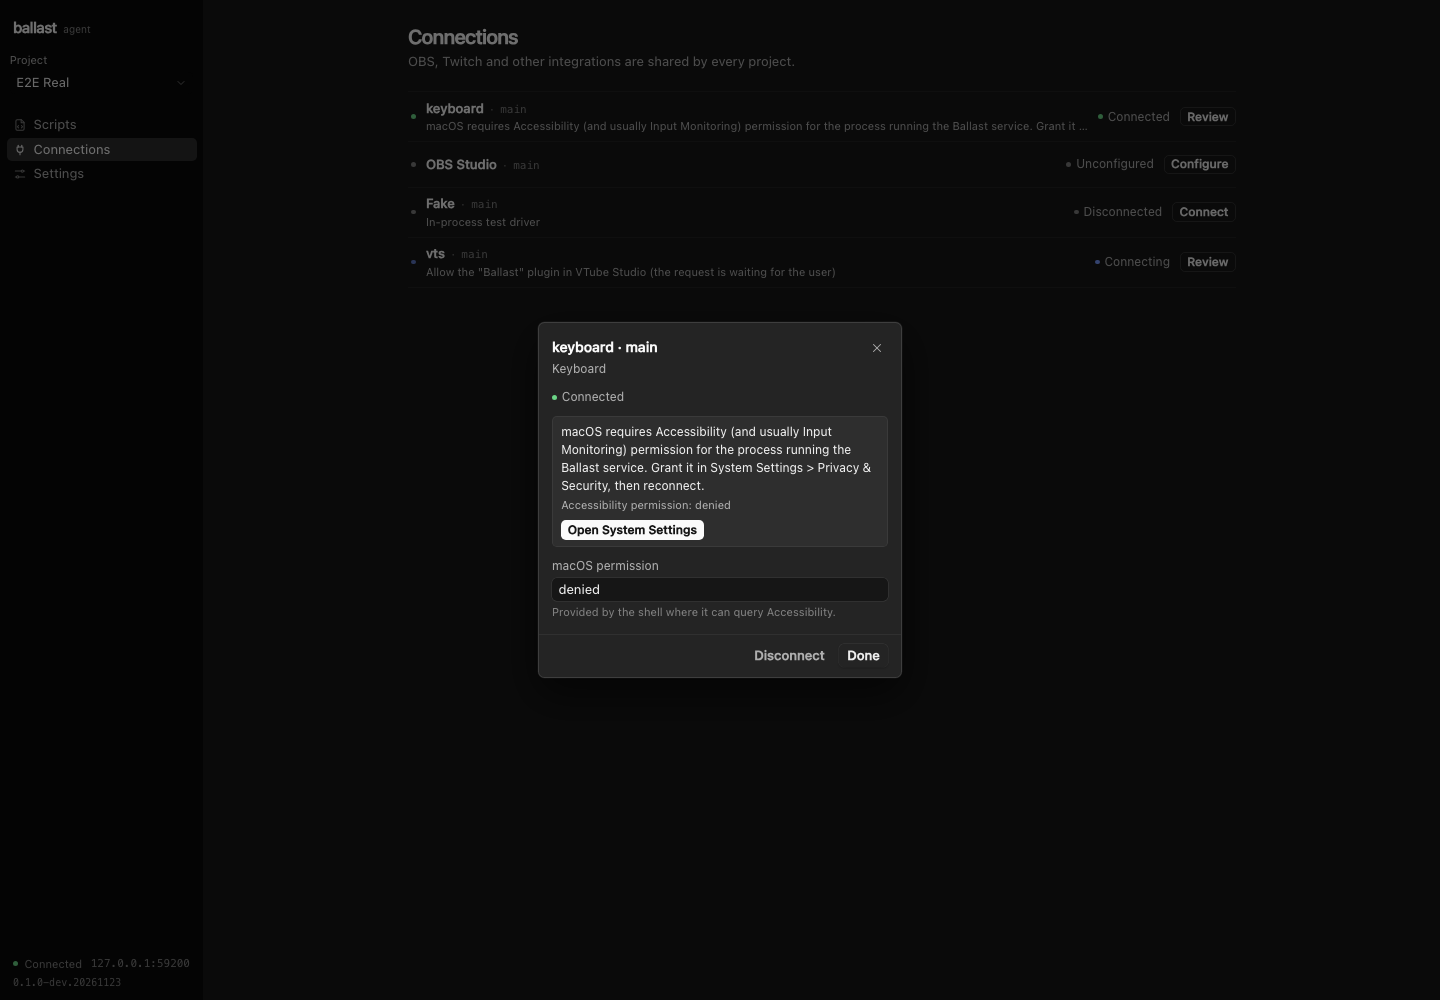 ballast agent
Project
E2E Real
Scripts
Connections
Settings
Connections
OBS, Twitch and other integrations are shared by every project.
keyboard · main
macOS requires Accessibility (and usually Input Monitoring) permission for the process running the Ballast service. Grant it ...
Connected
Review
OBS Studio · main
Unconfigured
Configure
Fake · main
In-process test driver
Disconnected
Connect
vts · main
Allow the "Ballast" plugin in VTube Studio (the request is waiting for the user)
Connecting
Review
keyboard · main
Keyboard
Connected
macOS requires Accessibility (and usually Input
Monitoring) permission for the process running the
Ballast service. Grant it in System Settings > Privacy &
Security, then reconnect.
Accessibility permission: denied
Open System Settings
macOS permission
denied
Provided by the shell where it can query Accessibility.
Disconnect
Done
Connected 127.0.0.1:59200
0.1.0-dev.20261123